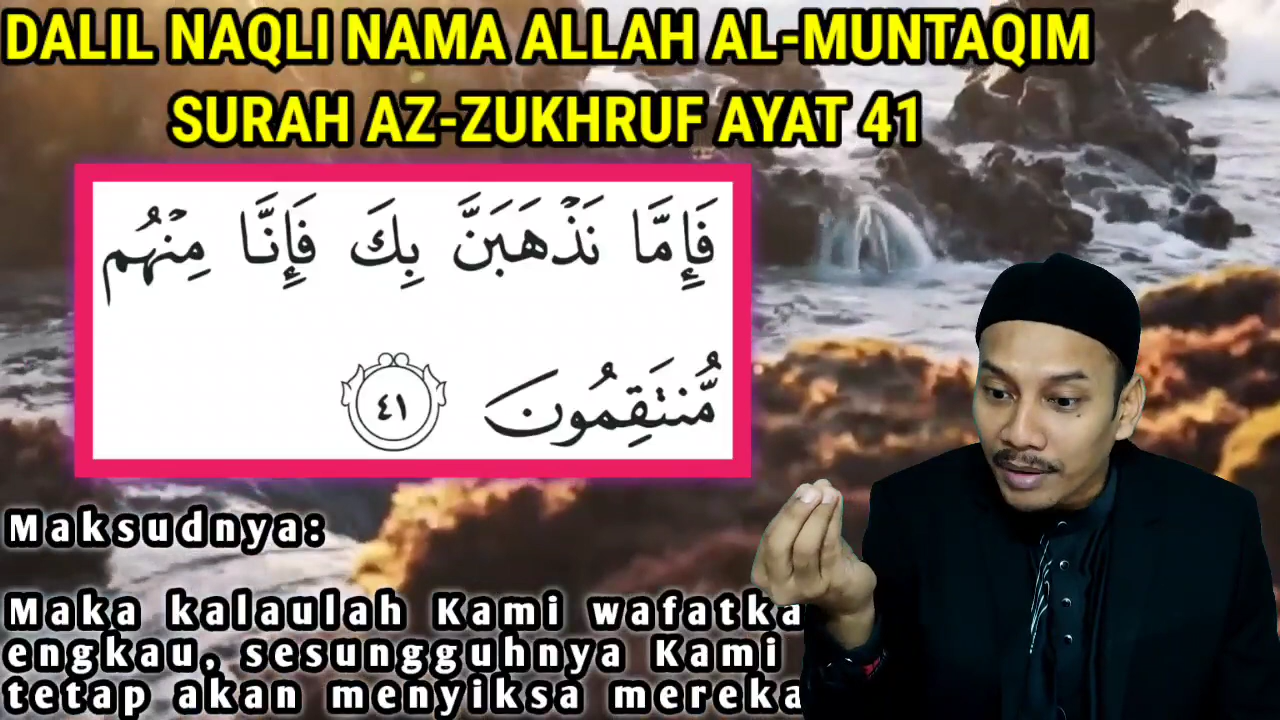 DALIL NAQLI NAMA ALLAH AL-MUNTAQIM
SURAH AZ-ZUKHRUF AYAT 41
فَإِمَّا نَذْهَبَنَّ بِكَ فَإِنَّا مِنْهُم
مُّنتَقِمُونَ ٤١
Maksudnya:
Maka kalaulah Kami wafatka
engkau, sesungguhnya Kami
tetap akan menyiksa mereka